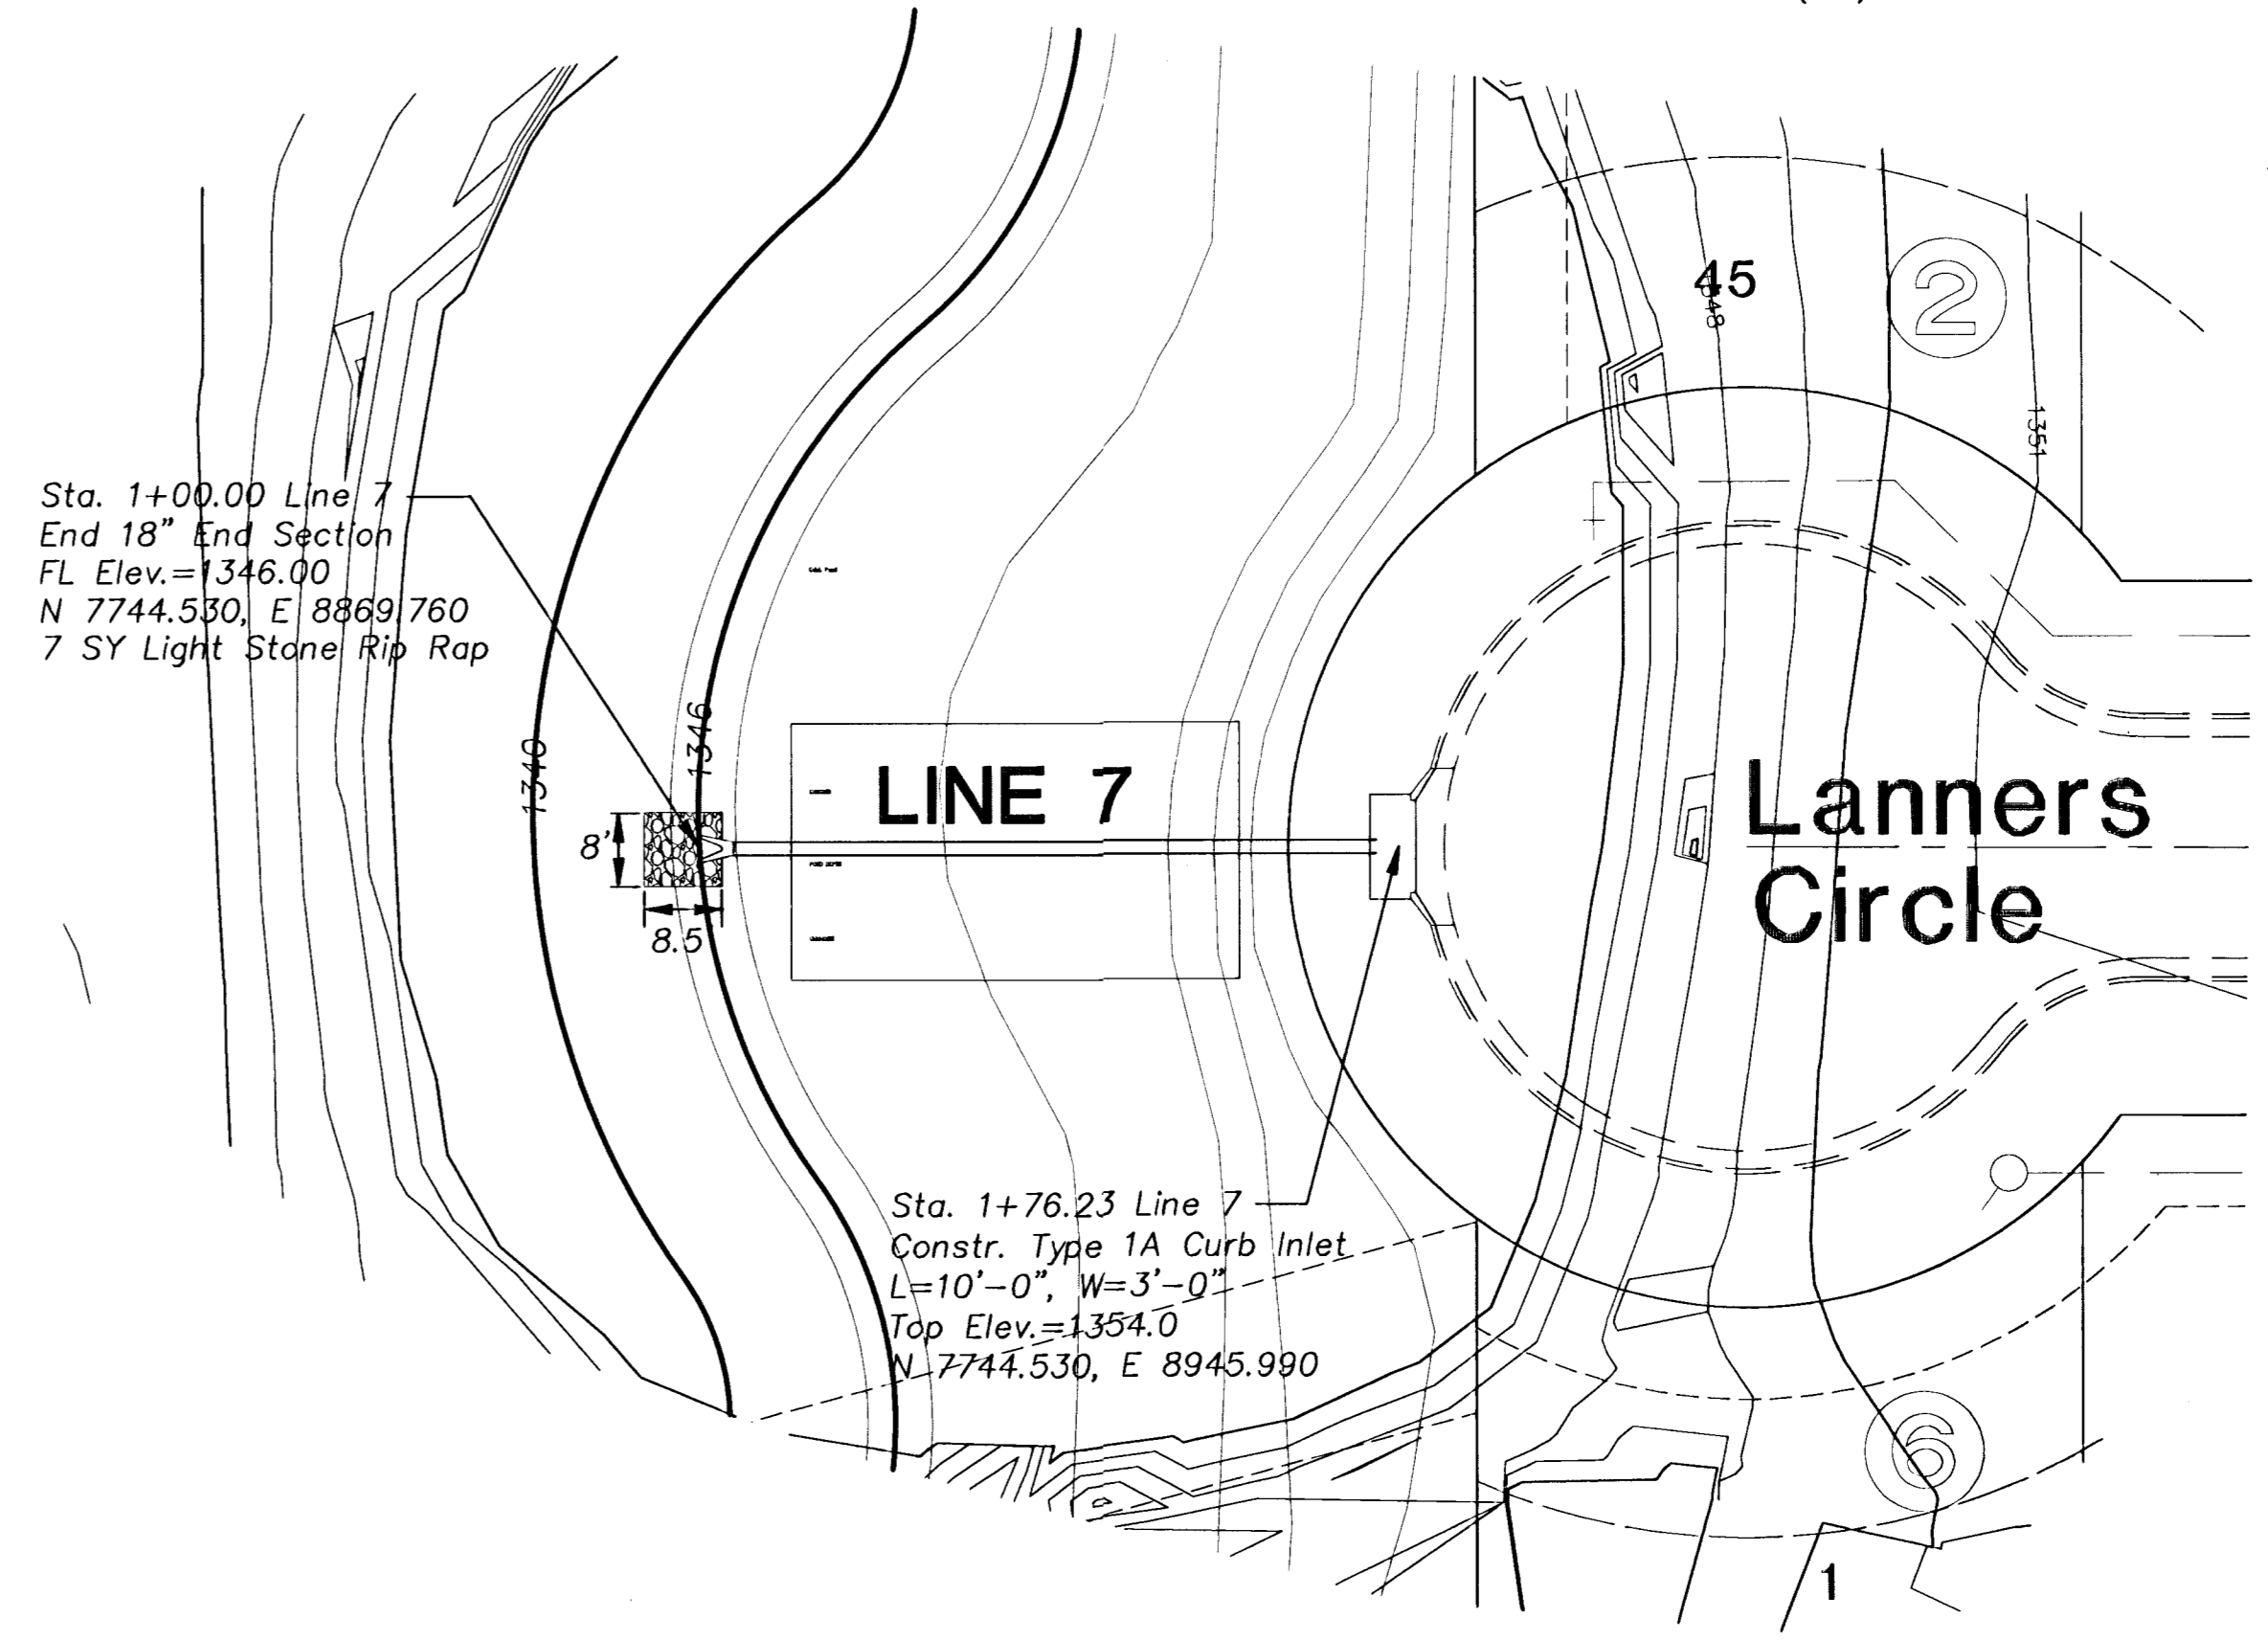 45
1348
2
1351
Sta. 1+00.00 Line 7
End 18" End Section
FL Elev.=1346.00
N 7744.530, E 8869.760
7 SY Light Stone Rip Rap
1340
1346
LINE 7
8'
8.5
Lanners
Circle
Sta. 1+76.23 Line 7
Constr. Type 1A Curb Inlet
L=10'-0", W=3'-0"
Top Elev.=1354.0
N 7744.530, E 8945.990
6
1